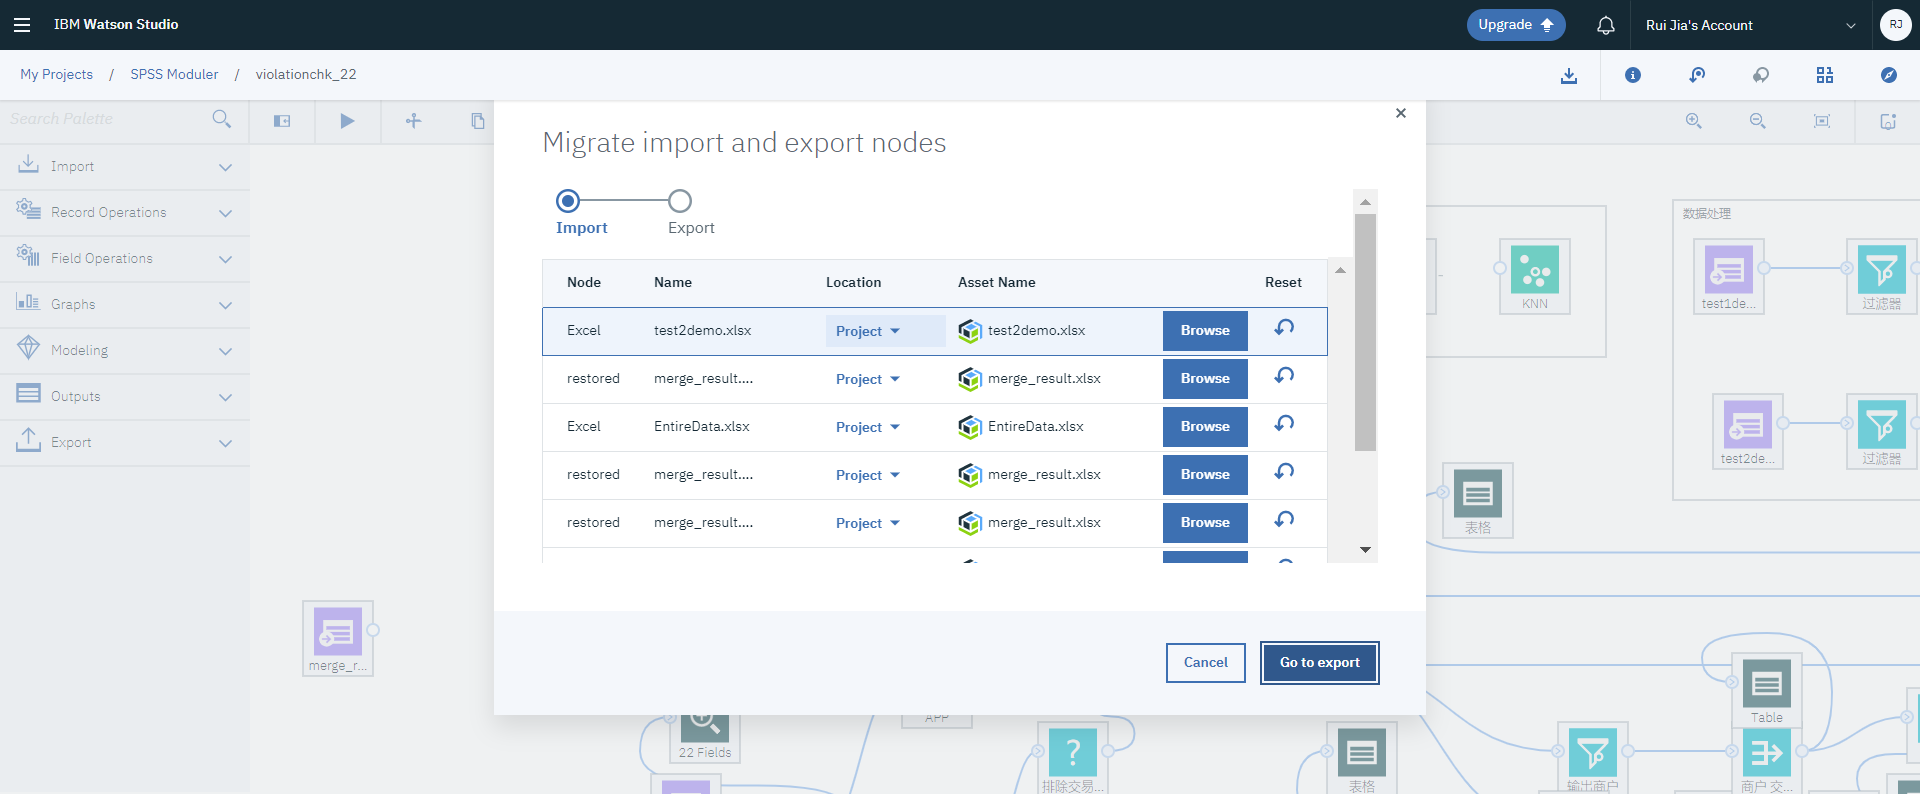 IBM Watson Studio
Upgrade
Rui Jia's Account
RJ
My Projects / SPSS Moduler / violationchk_22
Search Palette
Import
Record Operations
Field Operations
Graphs
Modeling
Outputs
Export
Migrate import and export nodes
Import
Export
Node Name Location Asset Name Reset
Excel test2demo.xlsx Project test2demo.xlsx Browse
restored merge_result.... Project merge_result.xlsx Browse
Excel EntireData.xlsx Project EntireData.xlsx Browse
restored merge_result.... Project merge_result.xlsx Browse
restored merge_result.... Project merge_result.xlsx Browse
Cancel
Go to export
数据处理
KNN
test1de...
过滤器
test2de...
过滤器
表格
merge_r...
APP
22 Fields
Table
排除交易...
表格
输出商户
商户 交...